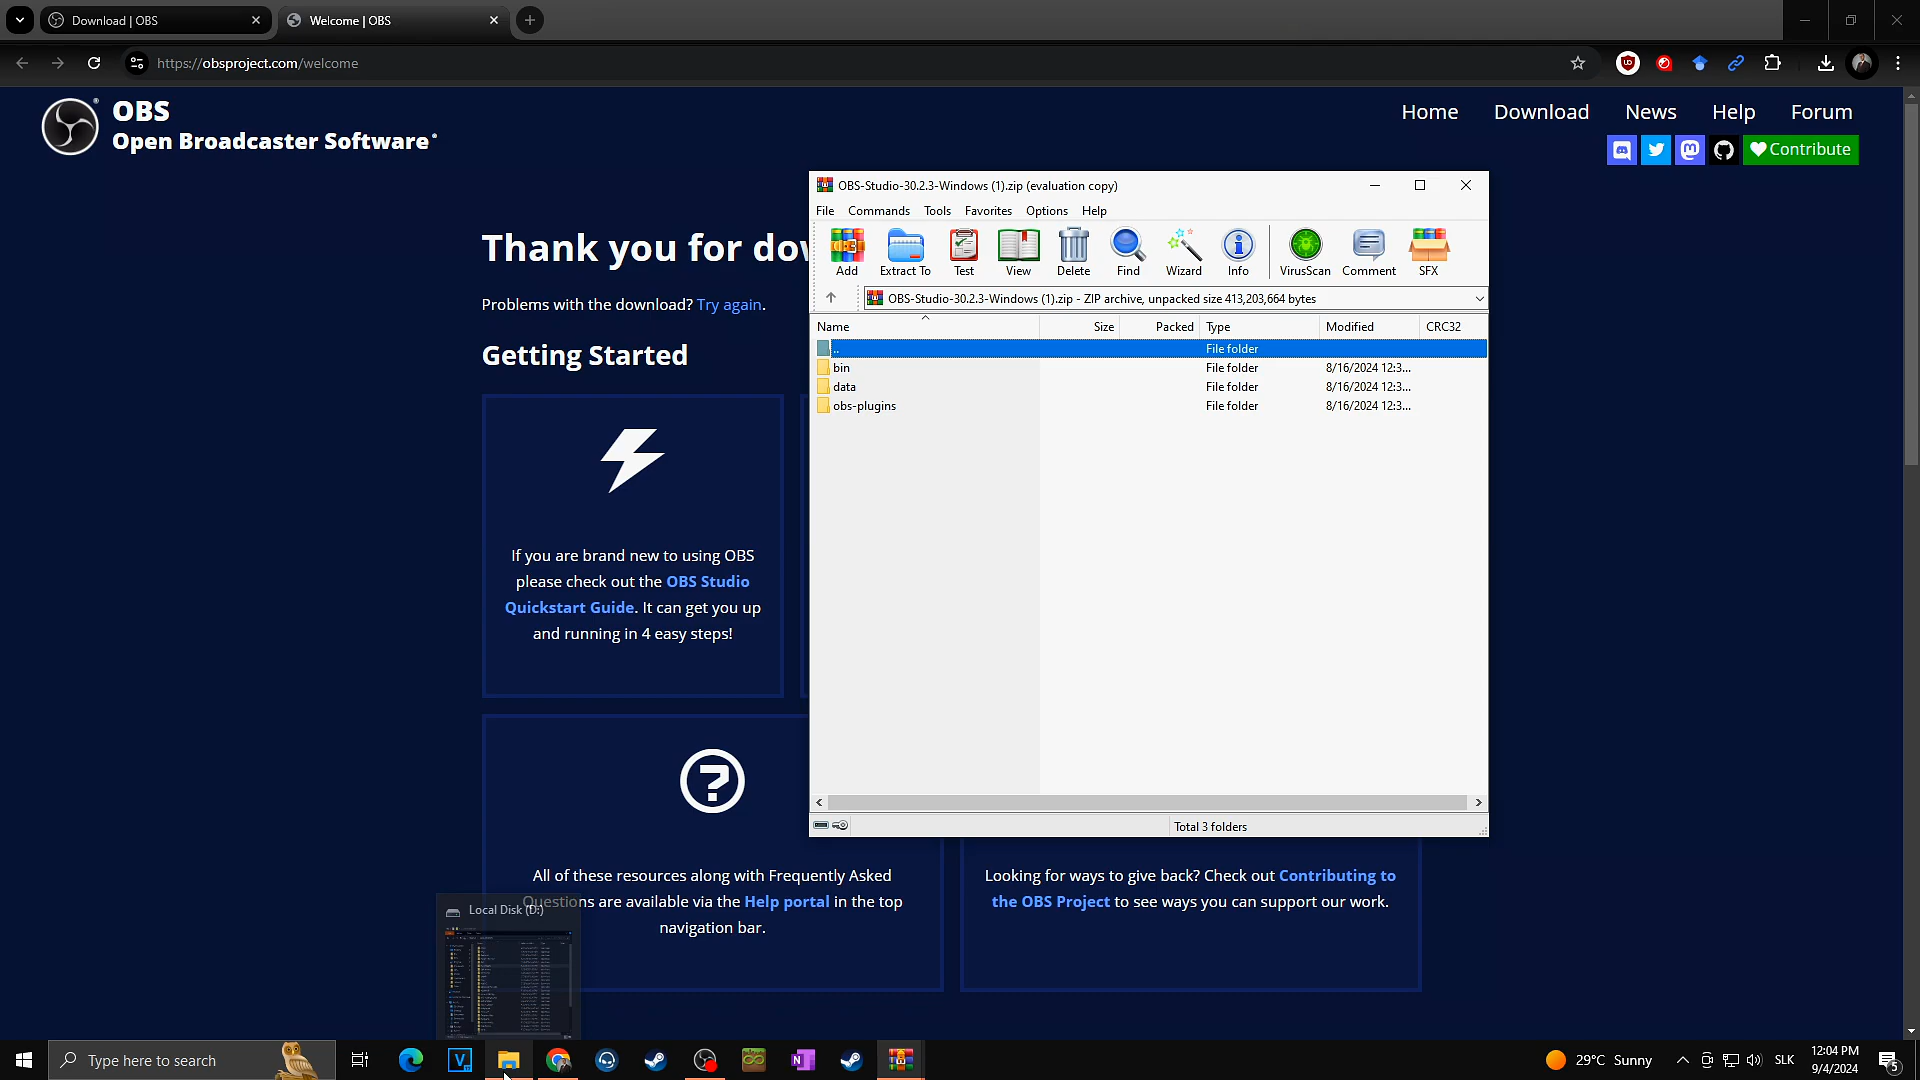 Download | OBS
Welcome | OBS
https://obsproject.com/welcome
OBS
Open Broadcaster Software
Home Download News Help Forum
Contribute
Thank you for do
Problems with the download? Try again.
Getting Started
If you are brand new to using OBS
please check out the OBS Studio
Quickstart Guide. It can get you up
and running in 4 easy steps!
All of these resources along with Frequently Asked
Questions are available via the Help portal in the top
navigation bar.
Looking for ways to give back? Check out Contributing to
the OBS Project to see ways you can support our work.
OBS-Studio-30.2.3-Windows (1).zip (evaluation copy)
File Commands Tools Favorites Options Help
Add Extract To Test View Delete Find Wizard Info VirusScan Comment SFX
OBS-Studio-30.2.3-Windows (1).zip - ZIP archive, unpacked size 413,203,664 bytes
Name Size Packed Type Modified CRC32
.. File folder
bin File folder 8/16/2024 12:3...
data File folder 8/16/2024 12:3...
obs-plugins File folder 8/16/2024 12:3...
Total 3 folders
Local Disk (D:)
Type here to search
29°C Sunny
SLK
12:04 PM
9/4/2024
5